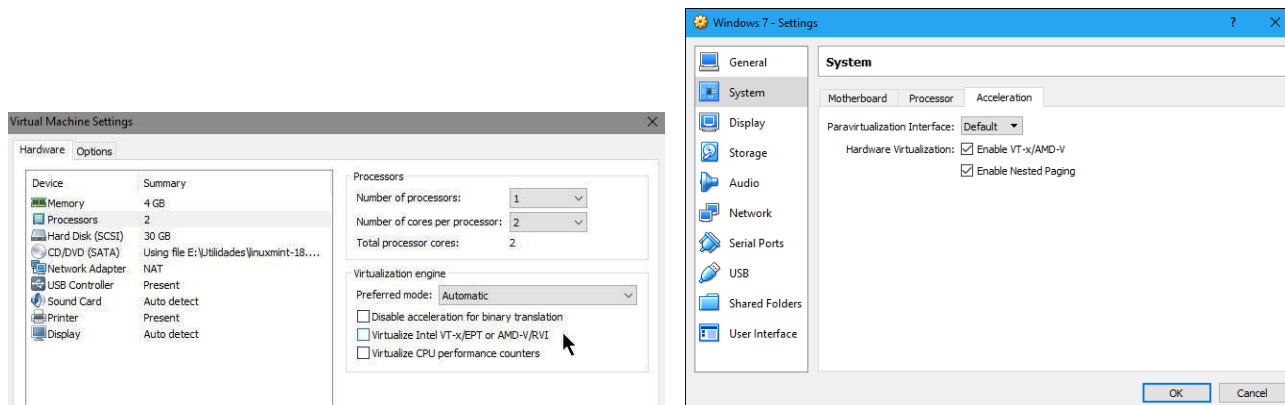 Virtual Machine Settings
Hardware Options
Device Summary
Memory 4 GB
Processors 2
Hard Disk (SCSI) 30 GB
CD/DVD (SATA) Using file E:\Utilidades\linuxmint-18....
Network Adapter NAT
USB Controller Present
Sound Card Auto detect
Printer Present
Display Auto detect
Processors
Number of processors: 1
Number of cores per processor: 2
Total processor cores: 2
Virtualization engine
Preferred mode: Automatic
Disable acceleration for binary translation
Virtualize Intel VT-x/EPT or AMD-V/RVI
Virtualize CPU performance counters
Windows 7 - Settings ?
General
System
Display
Storage
Audio
Network
Serial Ports
USB
Shared Folders
User Interface
System
Motherboard Processor Acceleration
Paravirtualization Interface: Default
Hardware Virtualization: Enable VT-x/AMD-V
Enable Nested Paging
OK Cancel